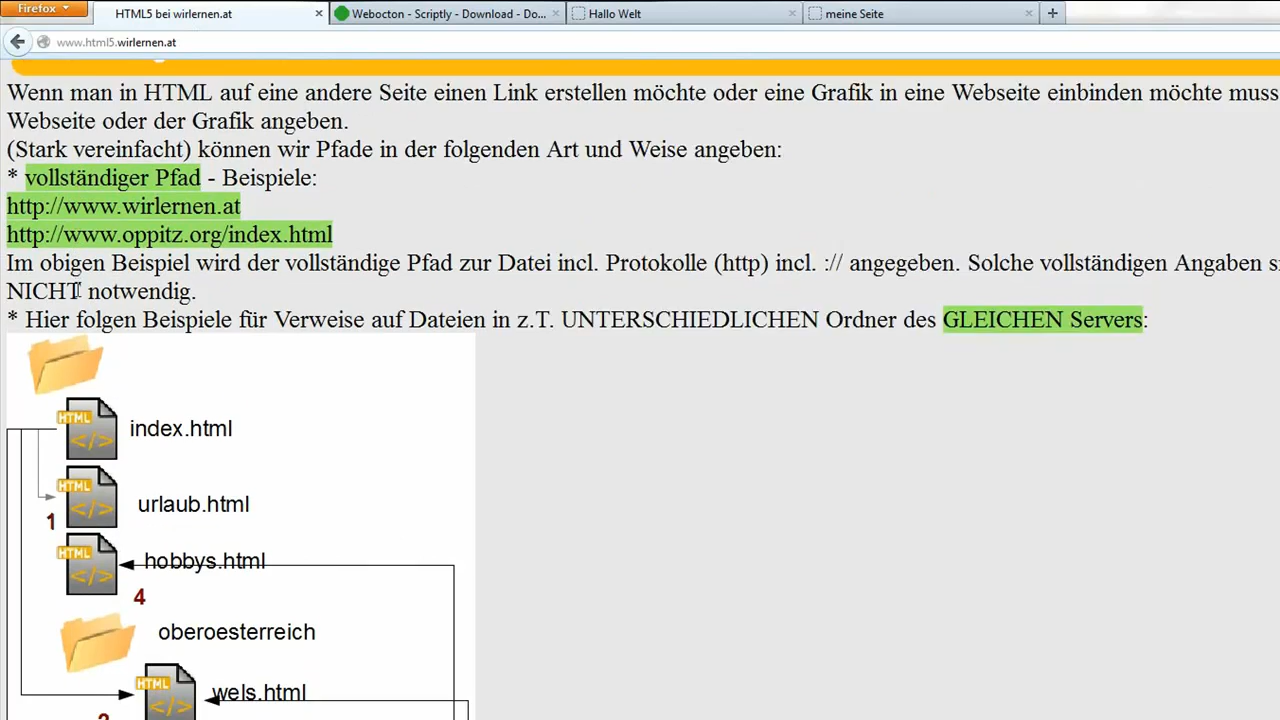 Firefox
HTML5 bei wirlernen.at
Webocton - Scriptly - Download - Do...
Hallo Welt
meine Seite
www.html5.wirlernen.at
Wenn man in HTML auf eine andere Seite einen Link erstellen möchte oder eine Grafik in eine Webseite einbinden möchte muss
Webseite oder der Grafik angeben.
(Stark vereinfacht) können wir Pfade in der folgenden Art und Weise angeben:
* vollständiger Pfad - Beispiele:
http://www.wirlernen.at
http://www.oppitz.org/index.html
Im obigen Beispiel wird der vollständige Pfad zur Datei incl. Protokolle (http) incl. :// angegeben. Solche vollständigen Angaben
NICHT notwendig.
* Hier folgen Beispiele für Verweise auf Dateien in z.T. UNTERSCHIEDLICHEN Ordner des GLEICHEN Servers:
HTML
index.html
HTML
urlaub.html
1
HTML
hobbys.html
4
oberoesterreich
HTML
wels.html